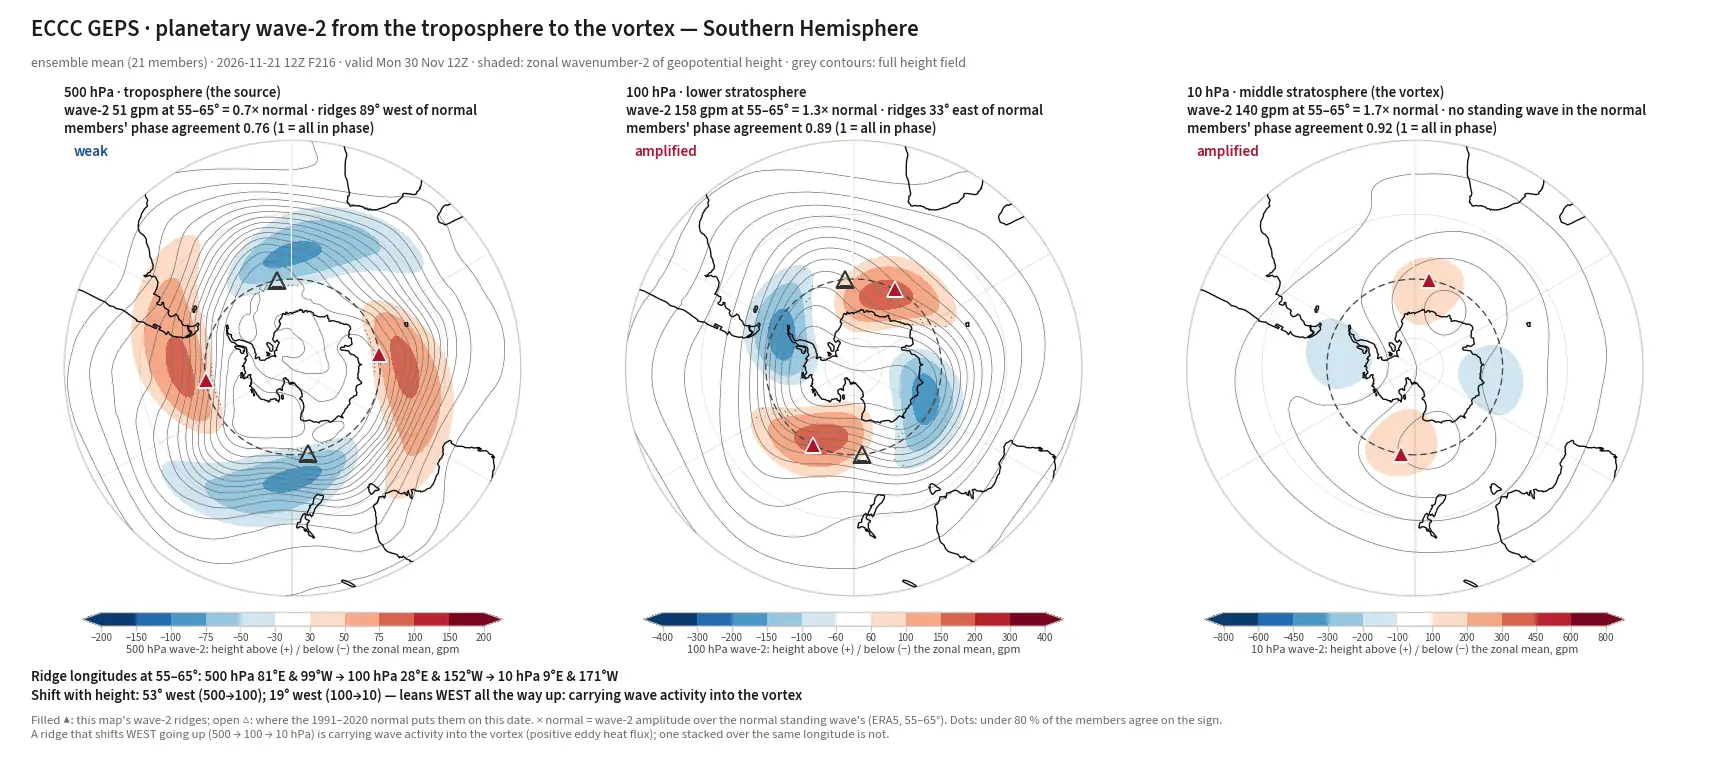 ECCC GEPS · planetary wave-2 from the troposphere to the vortex — Southern Hemisphere
ensemble mean (21 members) · 2026-11-21 12Z F216 · valid Mon 30 Nov 12Z · shaded: zonal wavenumber-2 of geopotential height · grey contours: full height field
500 hPa · troposphere (the source)
wave-2 51 gpm at 55–65° = 0.7× normal · ridges 89° west of normal
members' phase agreement 0.76 (1 = all in phase)
weak
100 hPa · lower stratosphere
wave-2 158 gpm at 55–65° = 1.3× normal · ridges 33° east of normal
members' phase agreement 0.89 (1 = all in phase)
amplified
10 hPa · middle stratosphere (the vortex)
wave-2 140 gpm at 55–65° = 1.7× normal · no standing wave in the normal
members' phase agreement 0.92 (1 = all in phase)
amplified
−200 −150 −100 −75 −50 −30 30 50 75 100 150 200
500 hPa wave-2: height above (+) / below (−) the zonal mean, gpm
−400 −300 −200 −150 −100 −60 60 100 150 200 300 400
100 hPa wave-2: height above (+) / below (−) the zonal mean, gpm
−800 −600 −450 −300 −200 −100 100 200 300 450 600 800
10 hPa wave-2: height above (+) / below (−) the zonal mean, gpm
Ridge longitudes at 55–65°: 500 hPa 81°E & 99°W → 100 hPa 28°E & 152°W → 10 hPa 9°E & 171°W
Shift with height: 53° west (500→100); 19° west (100→10) — leans WEST all the way up: carrying wave activity into the vortex
Filled ▲: this map's wave-2 ridges; open △: where the 1991–2020 normal puts them on this date. × normal = wave-2 amplitude over the normal standing wave's (ERA5, 55–65°). Dots: under 80 % of the members agree on the sign.
A ridge that shifts WEST going up (500 → 100 → 10 hPa) is carrying wave activity into the vortex (positive eddy heat flux); one stacked over the same longitude is not.